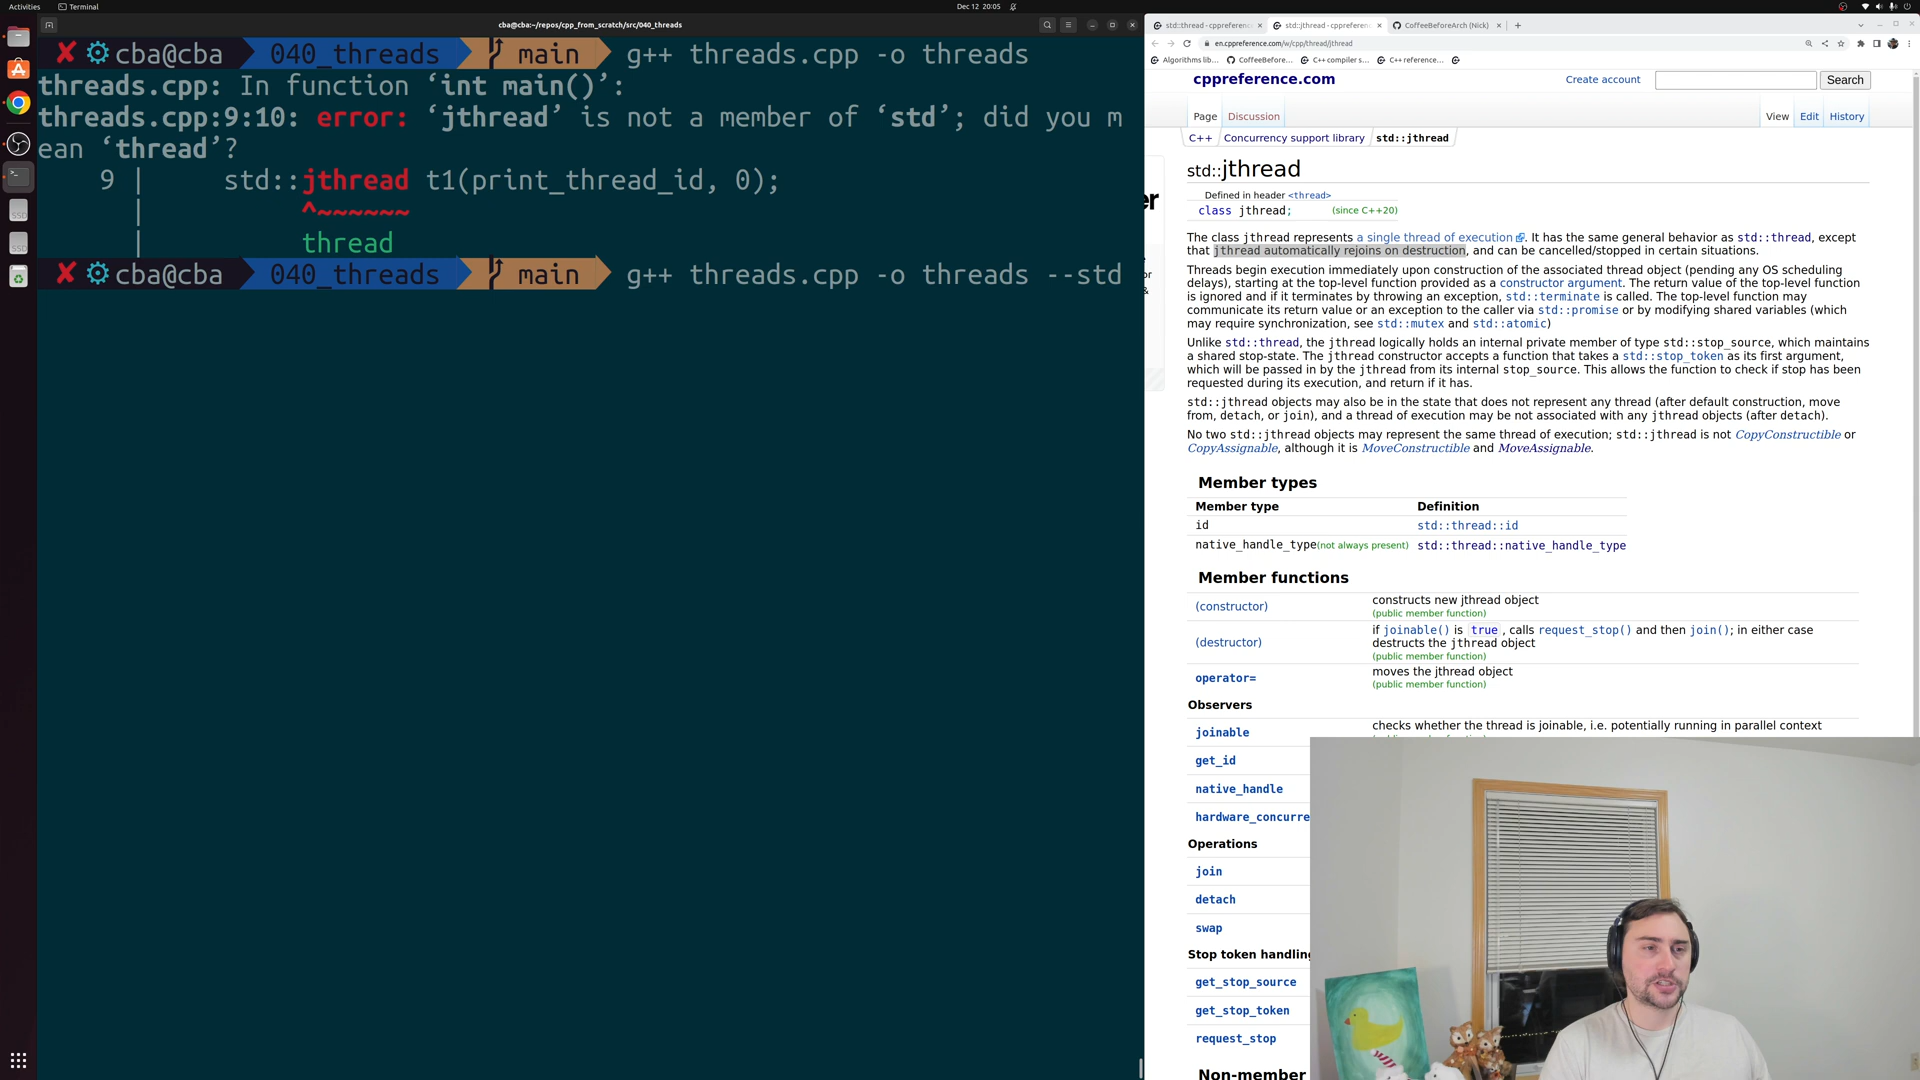 Activities
Terminal
Dec 12 20:05
cba@cba:~/repos/cpp_from_scratch/src/040_threads
✘ cba@cba 040_threads main g++ threads.cpp -o threads
threads.cpp: In function ‘int main()’:
threads.cpp:9:10: error: ‘jthread’ is not a member of ‘std’; did you m
ean ‘thread’?
9 | std::jthread t1(print_thread_id, 0);
| ^~~~~~~
| thread
✘ cba@cba 040_threads main g++ threads.cpp -o threads --std
std::thread - cppreference
std::jthread - cppreferen
CoffeeBeforeArch (Nick)
en.cppreference.com/w/cpp/thread/jthread
Algorithms lib...
CoffeeBefore...
C++ compiler s...
C++ reference...
cppreference.com
Create account
Search
Page
Discussion
View
Edit
History
C++
Concurrency support library
std::jthread
std::jthread
Defined in header <thread>
class jthread; (since C++20)
The class jthread represents a single thread of execution. It has the same general behavior as std::thread, except
that jthread automatically rejoins on destruction, and can be cancelled/stopped in certain situations.
Threads begin execution immediately upon construction of the associated thread object (pending any OS scheduling
delays), starting at the top-level function provided as a constructor argument. The return value of the top-level function
is ignored and if it terminates by throwing an exception, std::terminate is called. The top-level function may
communicate its return value or an exception to the caller via std::promise or by modifying shared variables (which
may require synchronization, see std::mutex and std::atomic)
Unlike std::thread, the jthread logically holds an internal private member of type std::stop_source, which maintains
a shared stop-state. The jthread constructor accepts a function that takes a std::stop_token as its first argument,
which will be passed in by the jthread from its internal stop_source. This allows the function to check if stop has been
requested during its execution, and return if it has.
std::jthread objects may also be in the state that does not represent any thread (after default construction, move
from, detach, or join), and a thread of execution may be not associated with any jthread objects (after detach).
No two std::jthread objects may represent the same thread of execution; std::jthread is not CopyConstructible or
CopyAssignable, although it is MoveConstructible and MoveAssignable.
Member types
Member type Definition
id std::thread::id
native_handle_type(not always present) std::thread::native_handle_type
Member functions
(constructor) constructs new jthread object
(public member function)
(destructor) if joinable() is true, calls request_stop() and then join(); in either case
destructs the jthread object
(public member function)
operator= moves the jthread object
(public member function)
Observers
joinable checks whether the thread is joinable, i.e. potentially running in parallel context
get_id
native_handle
hardware_concurre
Operations
join
detach
swap
Stop token handling
get_stop_source
get_stop_token
request_stop
Non-member